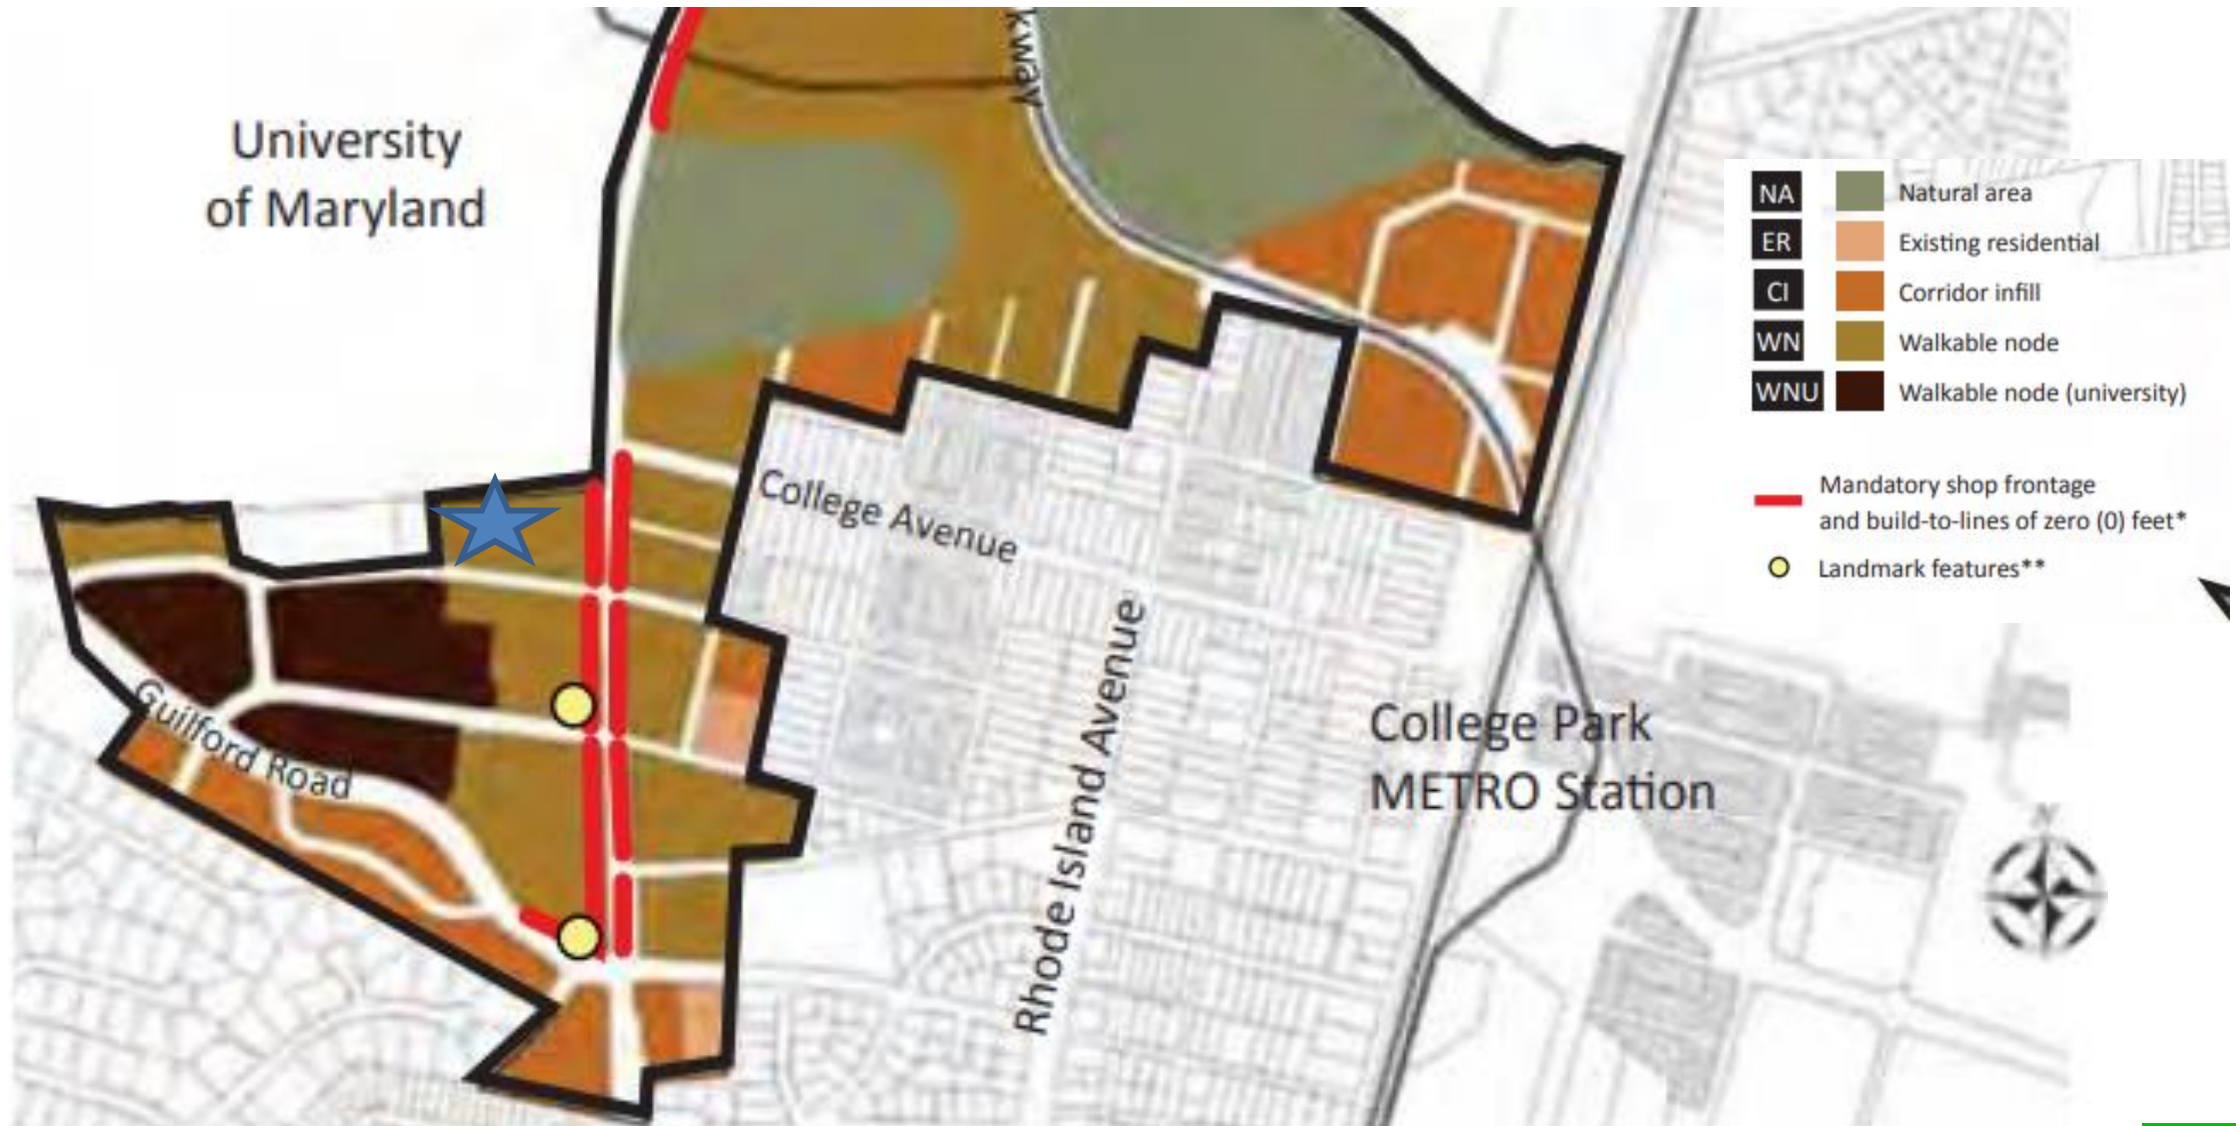 kway
University
of Maryland
NA Natural area
ER Existing residential
CI Corridor infill
WN Walkable node
WNU Walkable node (university)
Mandatory shop frontage
and build-to-lines of zero (0) feet*
Landmark features**
College Avenue
Guilford Road
Rhode Island Avenue
College Park
METRO Station
N